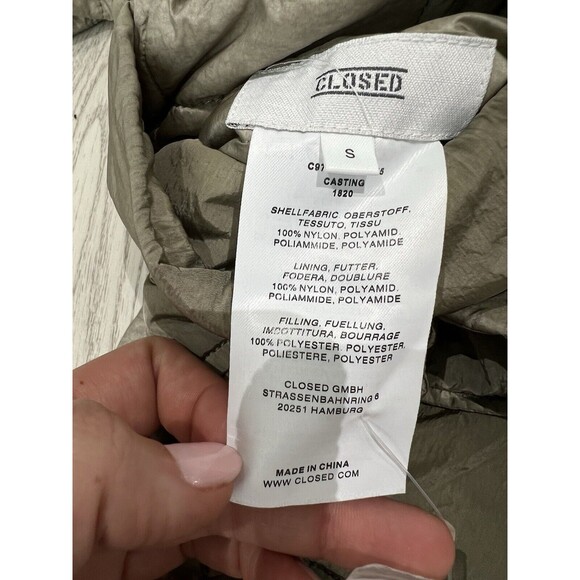 CLOSED
S
CASTING
1820
SHELLFABRIC, OBERSTOFF,
TESSUTO, TISSU
100% NYLON, POLYAMID,
POLIAMMIDE, POLYAMIDE
LINING, FUTTER,
FODERA, DOUBLURE
100% NYLON, POLYAMID,
POLIAMMIDE, POLYAMIDE
FILLING, FUELLUNG,
IMBOTTITURA, BOURRAGE
100% POLYESTER, POLYESTER,
POLIESTERE, POLYESTER
CLOSED GMBH
STRASSENBAHNRING 6
20251 HAMBURG
MADE IN CHINA
WWW.CLOSED.COM